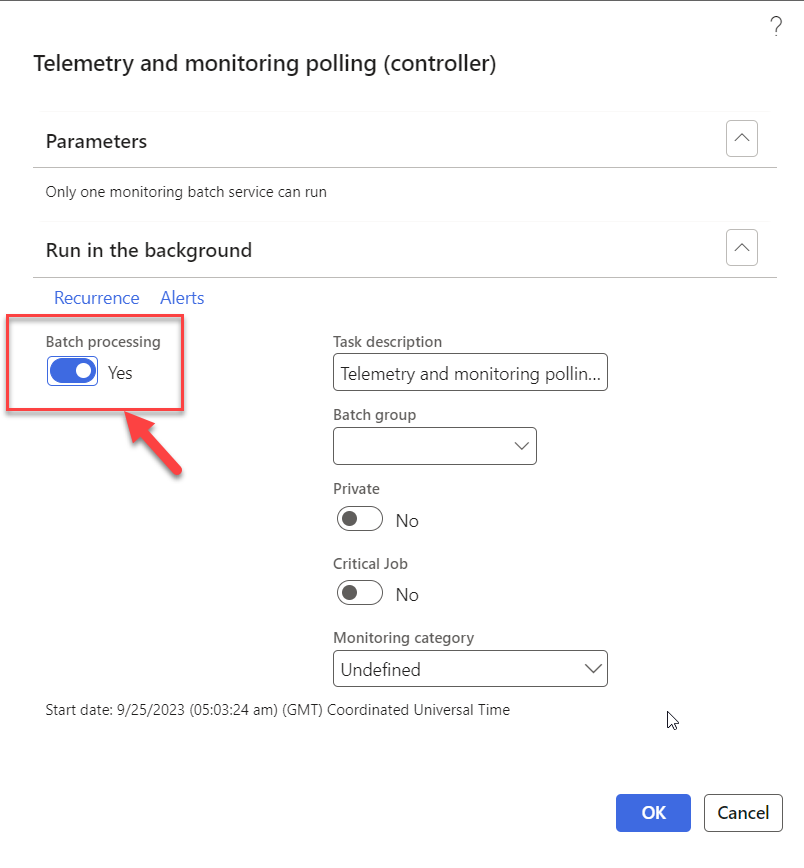 ?
Telemetry and monitoring polling (controller)
Parameters
Only one monitoring batch service can run
Run in the background
Recurrence Alerts
Batch processing
Yes
Task description
Telemetry and monitoring pollin...
Batch group
Private
No
Critical Job
No
Monitoring category
Undefined
Start date: 9/25/2023 (05:03:24 am) (GMT) Coordinated Universal Time
OK Cancel